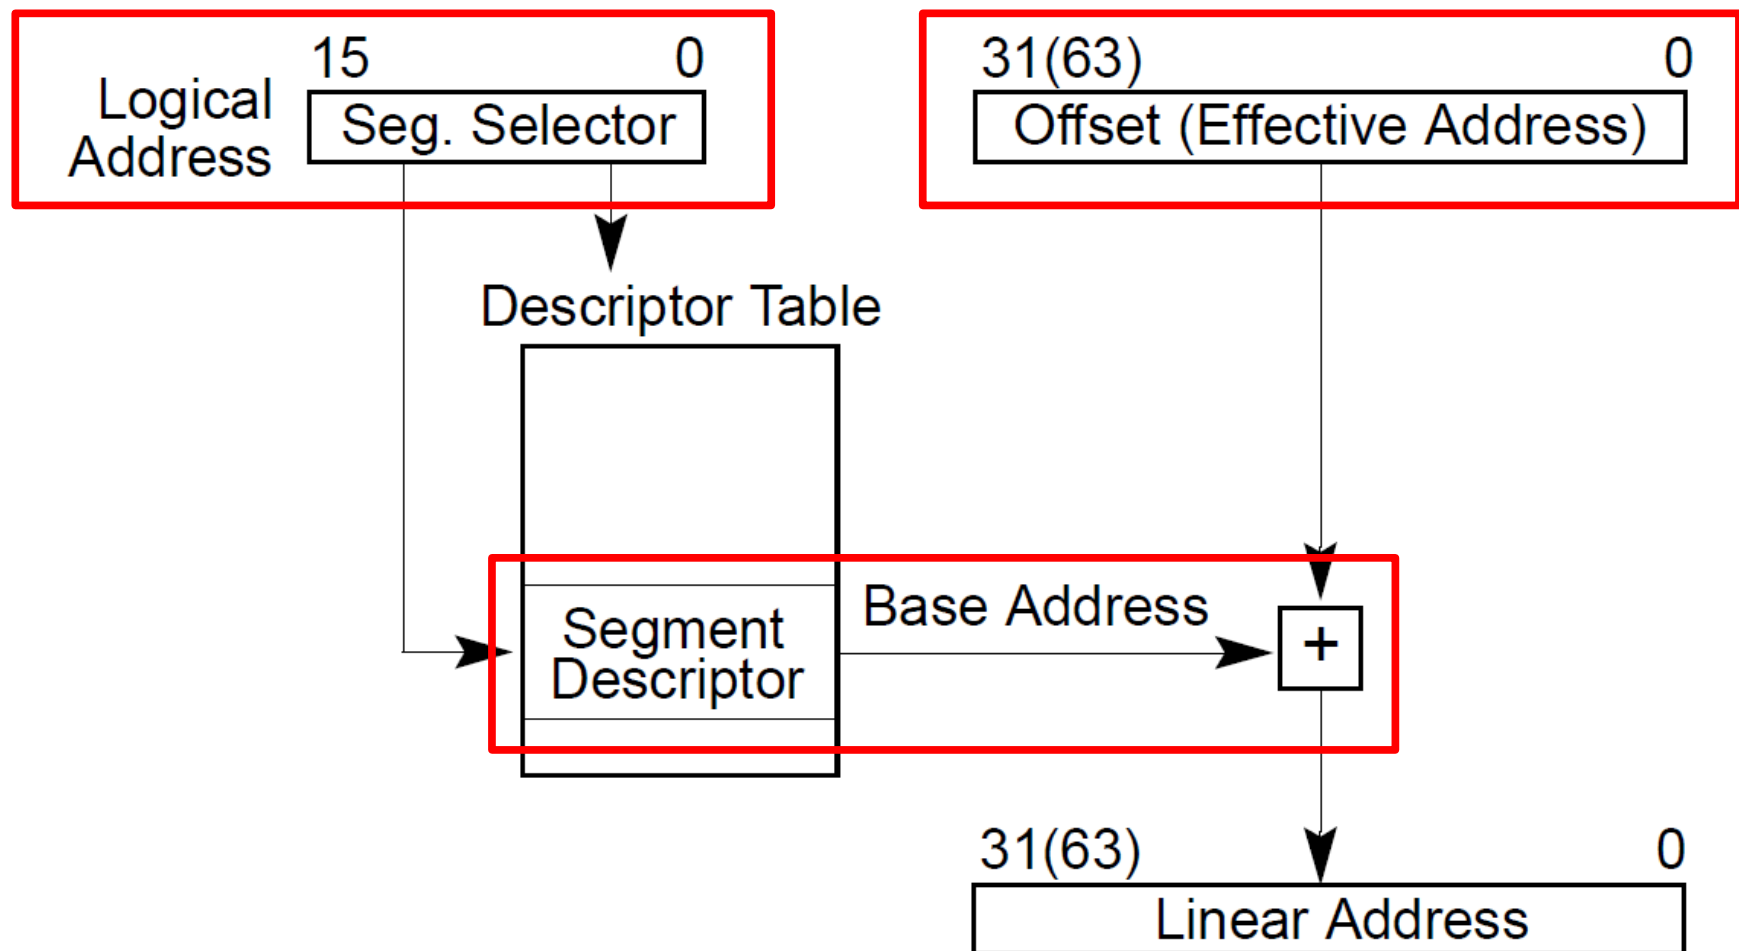 15 0
31(63) 0
Logical
Address
Seg. Selector
Offset (Effective Address)
Descriptor Table
Base Address
Segment
Descriptor
+
31(63) 0
Linear Address